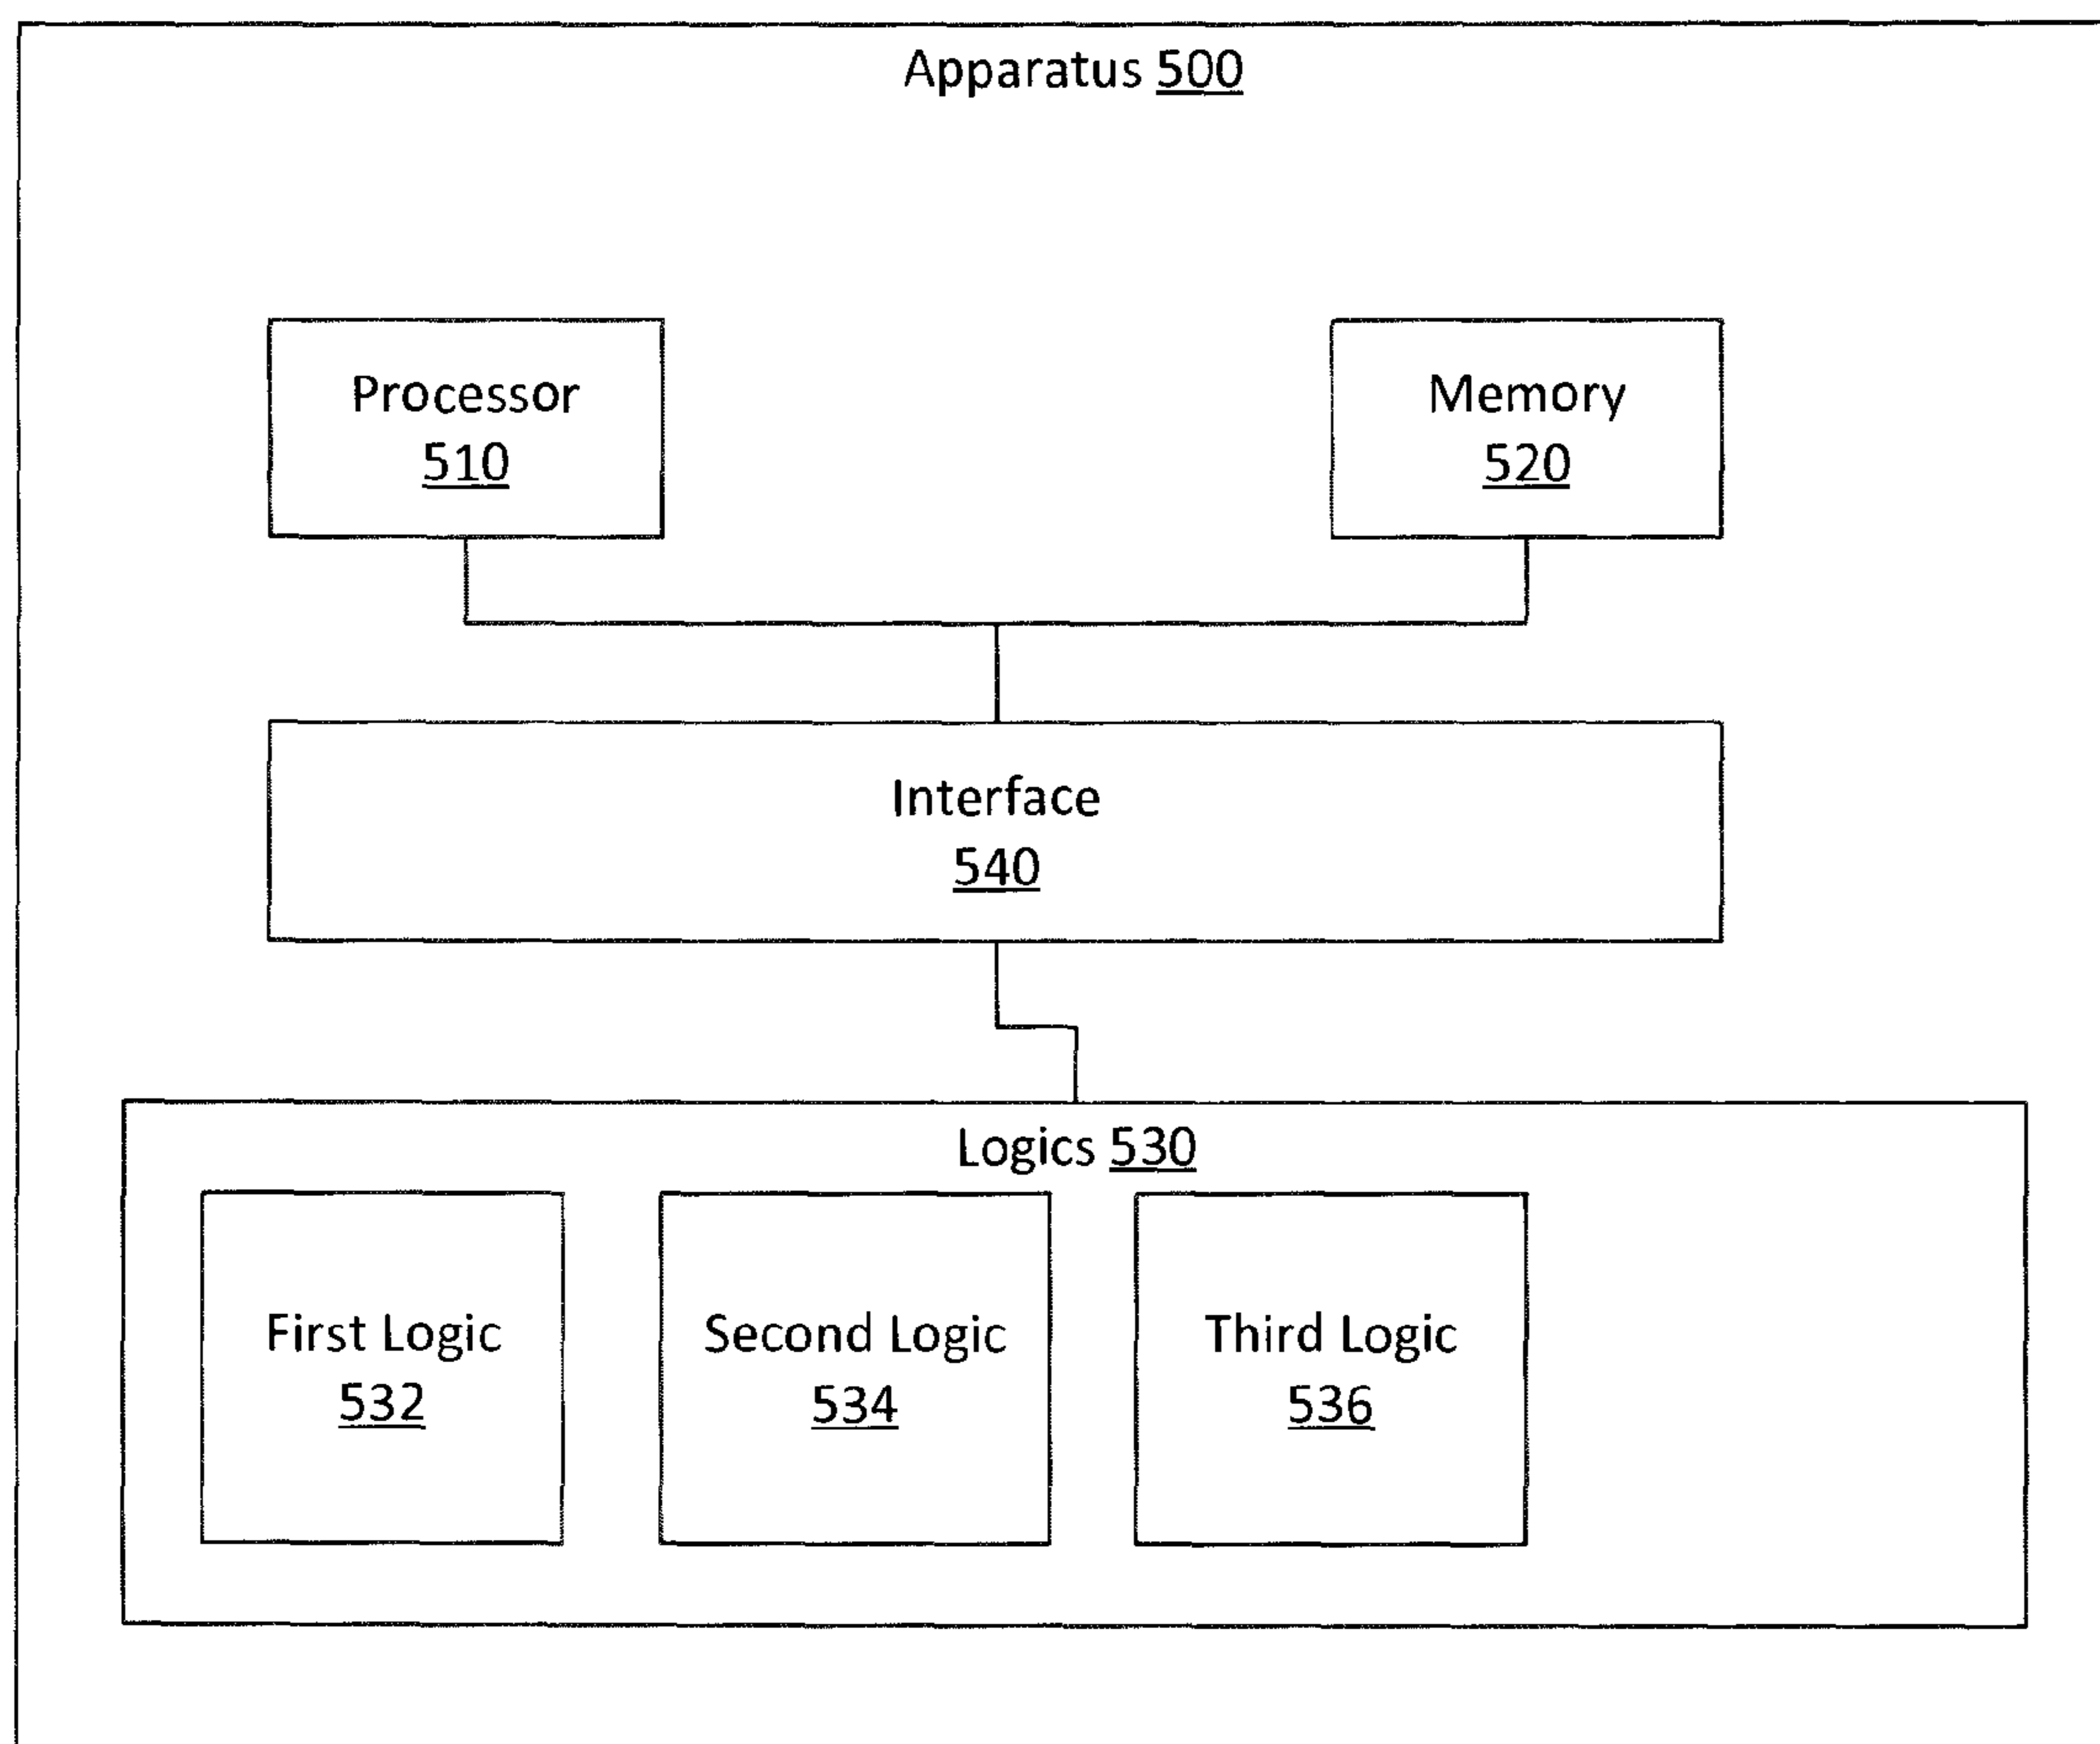 Apparatus 500
Processor
510
Memory
520
Interface
540
Logics 530
First Logic
532
Second Logic
534
Third Logic
536